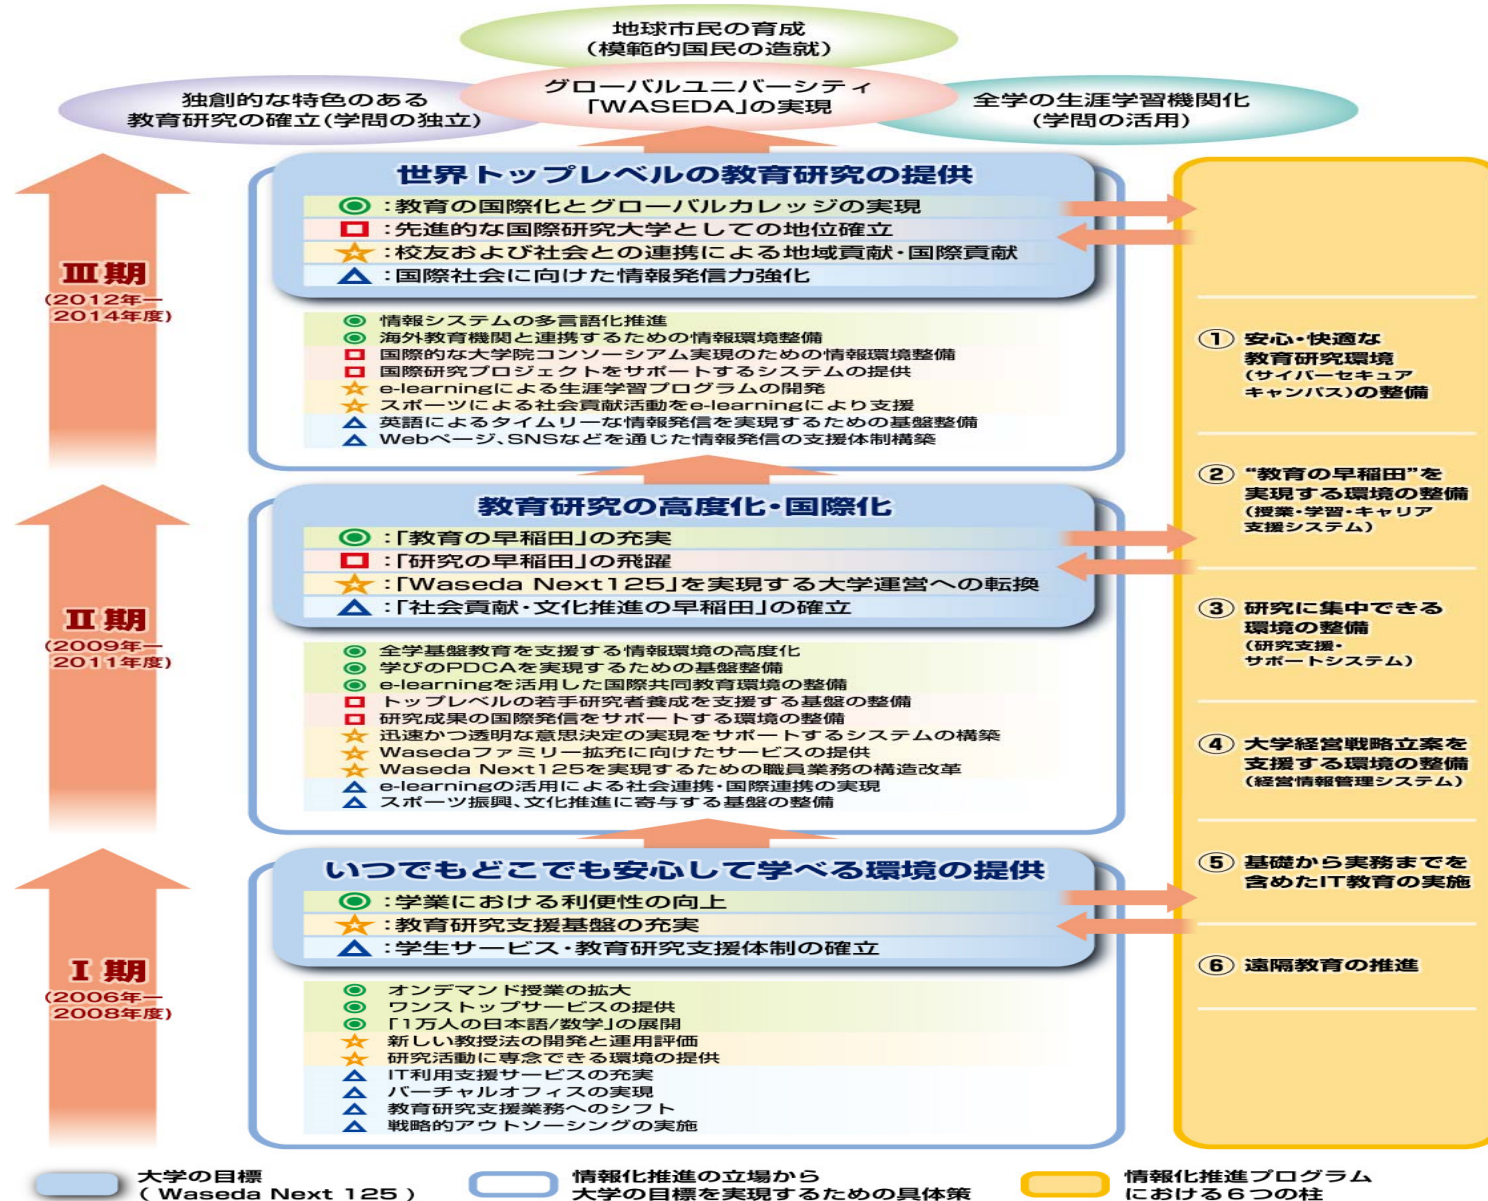 地球市民の育成
(模範的国民の造就)
グローバルユニバーシティ
「WASEDA」の実現
独創的な特色のある
教育研究の確立(学問の独立)
全学の生涯学習機関化
(学問の活用)
III期
(2012年ー
2014年度)
世界トップレベルの教育研究の提供
◎:教育の国際化とグローバルカレッジの実現
□:先進的な国際研究大学としての地位確立
☆:校友および社会との連携による地域貢献・国際貢献
△:国際社会に向けた情報発信力強化
◎ 情報システムの多言語化推進
◎ 海外教育機関と連携するための情報環境整備
□ 国際的な大学院コンソーシアム実現のための情報環境整備
□ 国際研究プロジェクトをサポートするシステムの提供
☆ e-learningによる生涯学習プログラムの開発
☆ スポーツによる社会貢献活動をe-learningにより支援
△ 英語によるタイムリーな情報発信を実現するための基盤整備
△ Webページ、SNSなどを通じた情報発信の支援体制構築
II期
(2009年ー
2011年度)
教育研究の高度化・国際化
◎:「教育の早稲田」の充実
□:「研究の早稲田」の飛躍
☆:「Waseda Next125」を実現する大学運営への転換
△:「社会貢献・文化推進の早稲田」の確立
◎ 全学基盤教育を支援する情報環境の高度化
◎ 学びのPDCAを実現するための基盤整備
◎ e-learningを活用した国際共同教育環境の整備
□ トップレベルの若手研究者養成を支援する基盤の整備
□ 研究成果の国際発信をサポートする環境の整備
☆ 迅速かつ透明な意思決定の実現をサポートするシステムの構築
☆ Wasedaファミリー拡充に向けたサービスの提供
☆ Waseda Next125を実現するための職員業務の構造改革
△ e-learningの活用による社会連携・国際連携の実現
△ スポーツ振興、文化推進に寄与する基盤の整備
I期
(2006年ー
2008年度)
いつでもどこでも安心して学べる環境の提供
◎:学業における利便性の向上
☆:教育研究支援基盤の充実
△:学生サービス・教育研究支援体制の確立
◎ オンデマンド授業の拡大
◎ ワンストップサービスの提供
◎ 「1万人の日本語/数学」の展開
☆ 新しい教授法の開発と運用評価
☆ 研究活動に専念できる環境の提供
△ IT利用支援サービスの充実
△ バーチャルオフィスの実現
△ 教育研究支援業務へのシフト
△ 戦略的アウトソーシングの実施
① 安心・快適な
教育研究環境
(サイバーセキュア
キャンパス)の整備
② “教育の早稲田”を
実現する環境の整備
(授業・学習・キャリア
支援システム)
③ 研究に集中できる
環境の整備
(研究支援・
サポートシステム)
④ 大学経営戦略立案を
支援する環境の整備
(経営情報管理システム)
⑤ 基礎から実務までを
含めたIT教育の実施
⑥ 遠隔教育の推進
大学の目標
( Waseda Next 125 )
情報化推進の立場から
大学の目標を実現するための具体策
情報化推進プログラム
における6つの柱